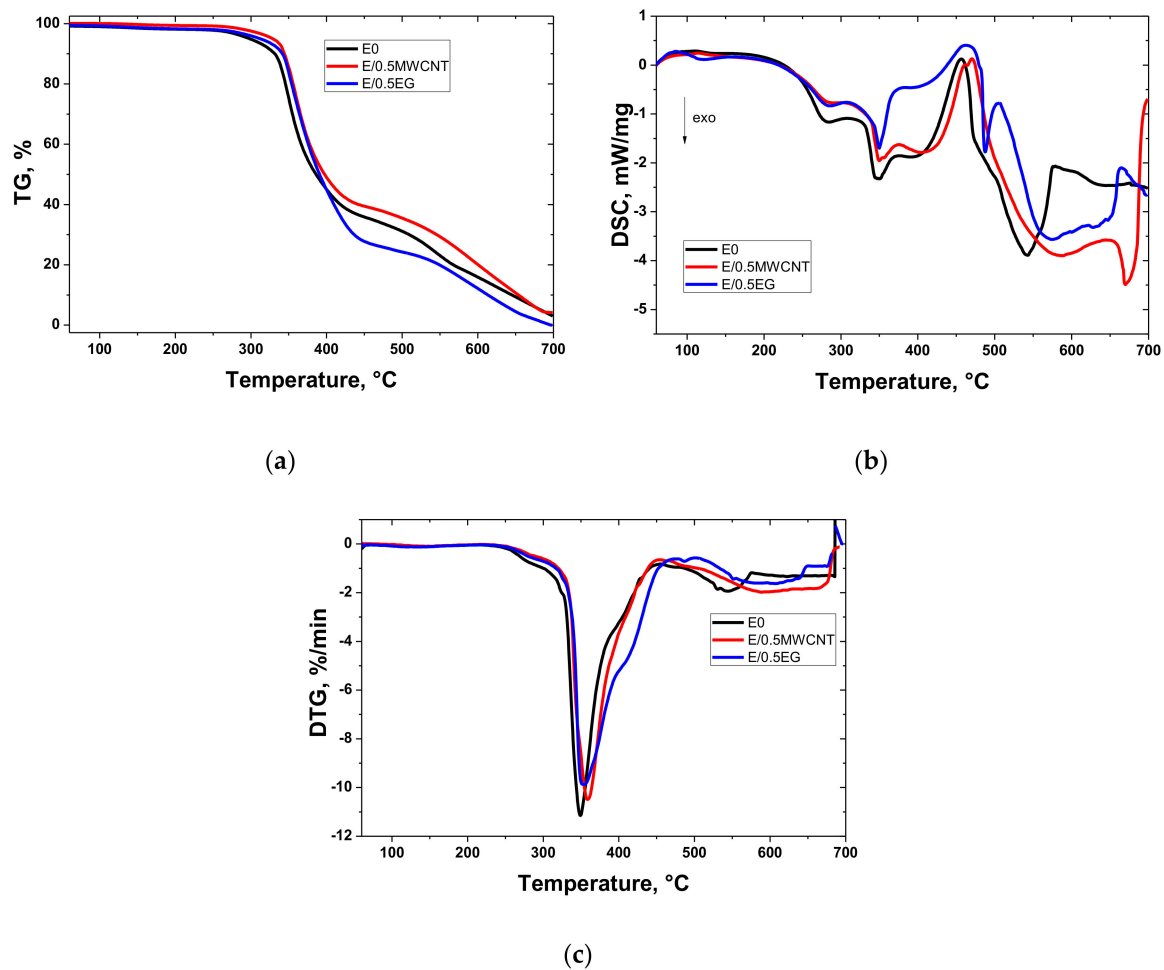 100
80
60
40
20
0
TG, %
E0
E/0.5MWCNT
E/0.5EG
100 200 300 400 500 600 700
Temperature, °C
(a)
1
0
-1
-2
-3
-4
-5
DSC, mW/mg
exo
E0
E/0.5MWCNT
E/0.5EG
100 200 300 400 500 600 700
Temperature, °C
(b)
0
-2
-4
-6
-8
-10
-12
DTG, %/min
E0
E/0.5MWCNT
E/0.5EG
100 200 300 400 500 600 700
Temperature, °C
(c)